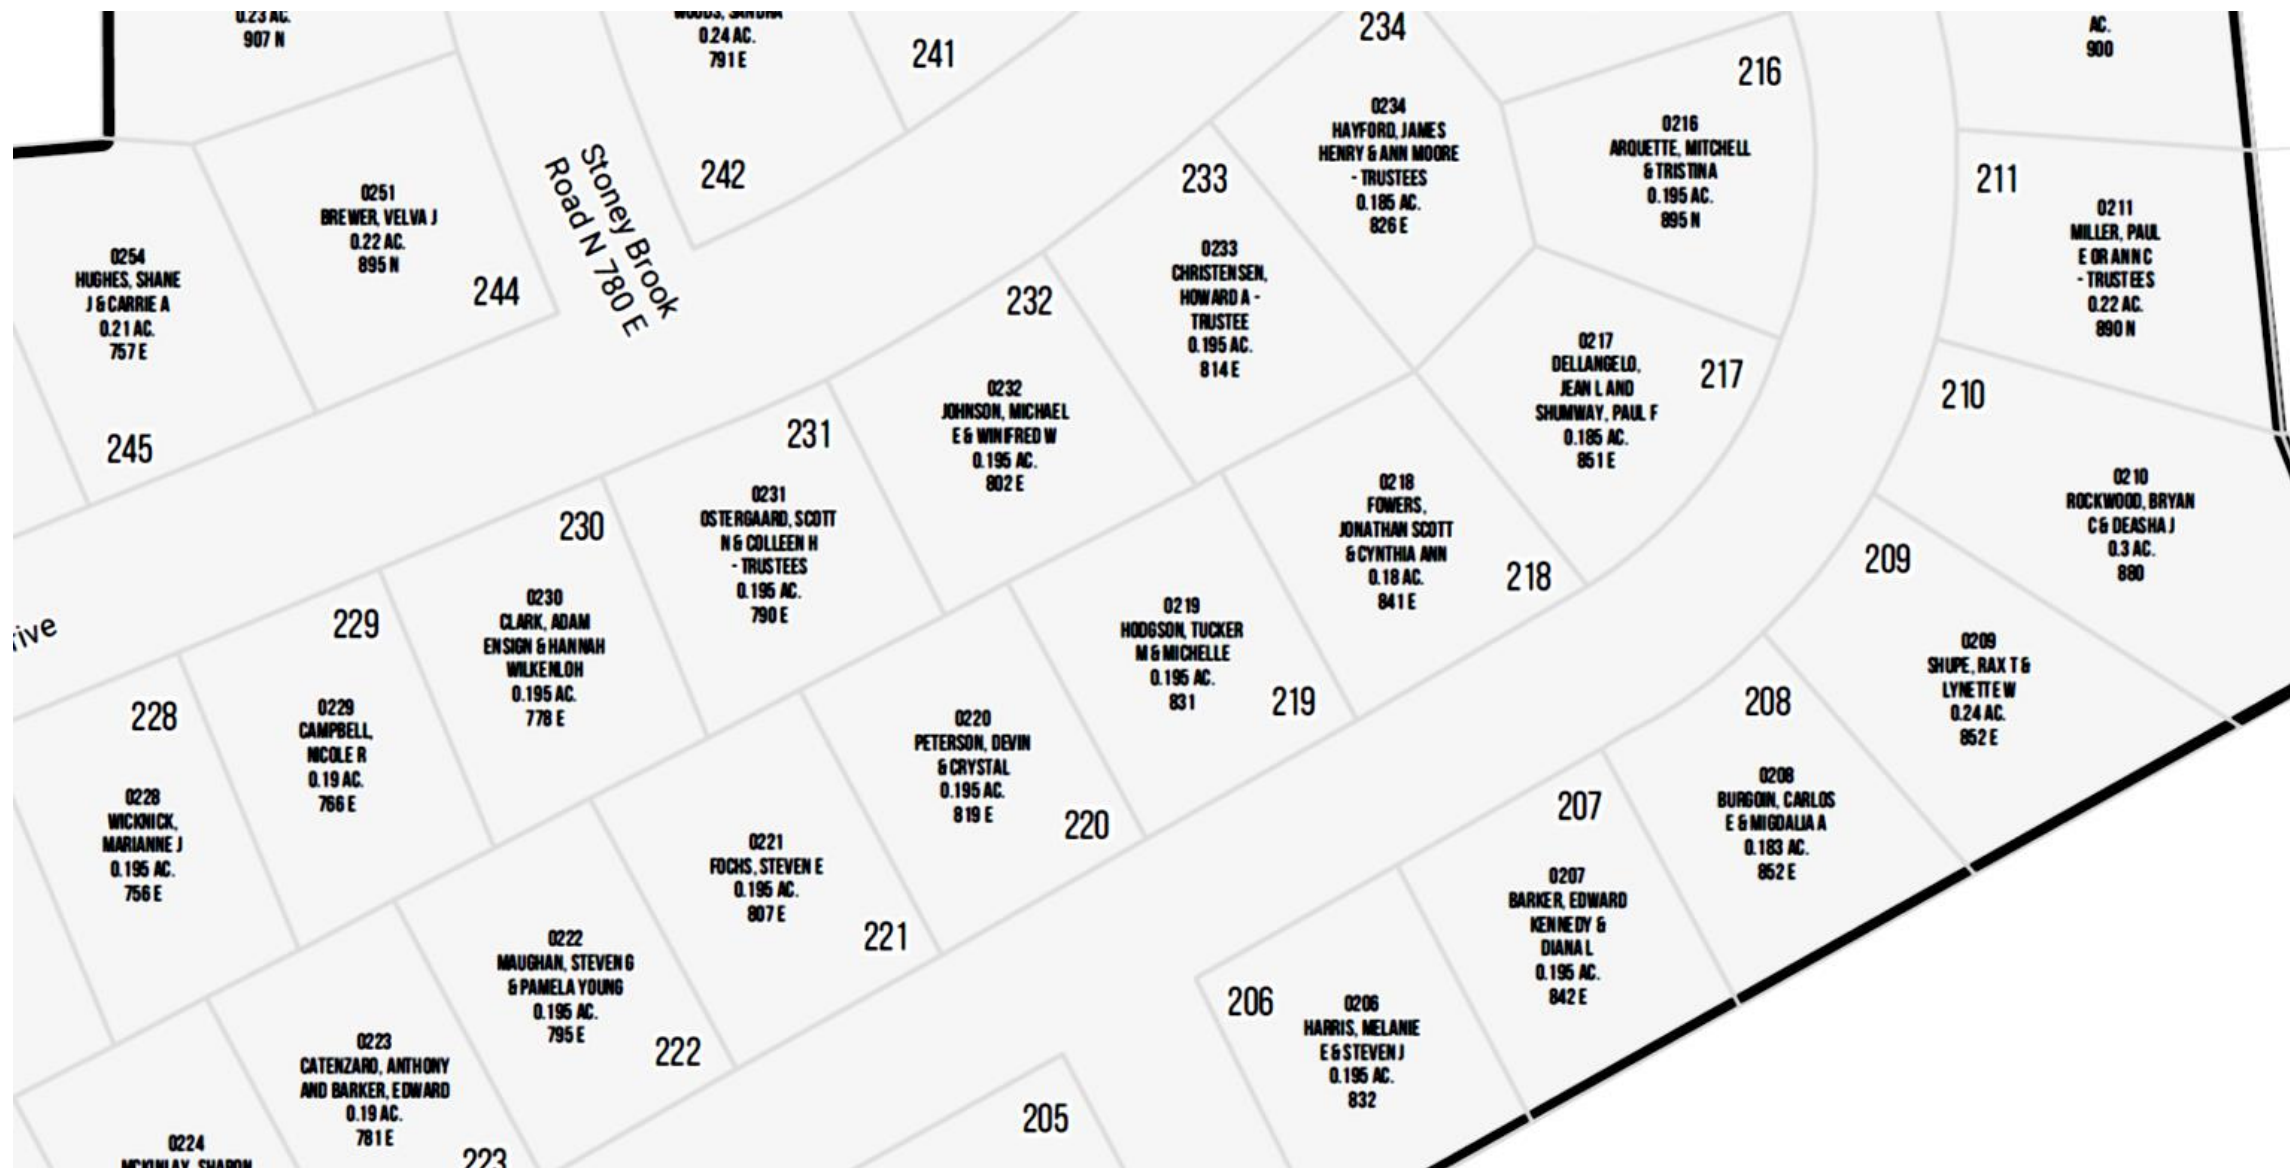 0.23 AC.
907 N
WOODS, SANDRA
0.24 AC.
791 E
241
234
216
AC.
900
242
0251
BREWER, VELVA J
0.22 AC.
895 N
244
Stoney Brook
Road N 780 E
0254
HUGHES, SHANE
J & CARRIE A
0.21 AC.
757 E
245
233
0234
HAYFORD, JAMES
HENRY & ANN MOORE
- TRUSTEES
0.185 AC.
826 E
0216
ARQUETTE, MITCHELL
& TRISTINA
0.195 AC.
895 N
211
0211
MILLER, PAUL
E OR ANN C
- TRUSTEES
0.22 AC.
890 N
232
0233
CHRISTENSEN,
HOWARD A -
TRUSTEE
0.195 AC.
814 E
0217
DELLANGELO,
JEAN L AND
SHUMWAY, PAUL F
0.185 AC.
851 E
217
210
231
0232
JOHNSON, MICHAEL
E & WINIFRED W
0.195 AC.
802 E
0210
ROCKWOOD, BRYAN
C & DEASHA J
0.3 AC.
880
230
0231
OSTERGAARD, SCOTT
N & COLLEEN H
- TRUSTEES
0.195 AC.
790 E
0218
FOWERS,
JONATHAN SCOTT
& CYNTHIA ANN
0.18 AC.
841 E
218
209
rive
229
0230
CLARK, ADAM
ENSIGN & HANNAH
WILKENLOH
0.195 AC.
778 E
0219
HODGSON, TUCKER
M & MICHELLE
0.195 AC.
831
219
208
0209
SHUPE, RAX T &
LYNETTE W
0.24 AC.
852 E
228
0229
CAMPBELL,
NICOLE R
0.19 AC.
766 E
0220
PETERSON, DEVIN
& CRYSTAL
0.195 AC.
819 E
220
207
0208
BURGOIN, CARLOS
E & MIGDALIA A
0.183 AC.
852 E
0228
WICKNICK,
MARIANNE J
0.195 AC.
756 E
0221
FOCHS, STEVEN E
0.195 AC.
807 E
221
0207
BARKER, EDWARD
KENNEDY &
DIANA L
0.195 AC.
842 E
0222
MAUGHAN, STEVEN G
& PAMELA YOUNG
0.195 AC.
795 E
222
206
0206
HARRIS, MELANIE
E & STEVEN J
0.195 AC.
832
0223
CATENZARO, ANTHONY
AND BARKER, EDWARD
0.19 AC.
781 E
223
205
0224
MCKINLAY, SHARON